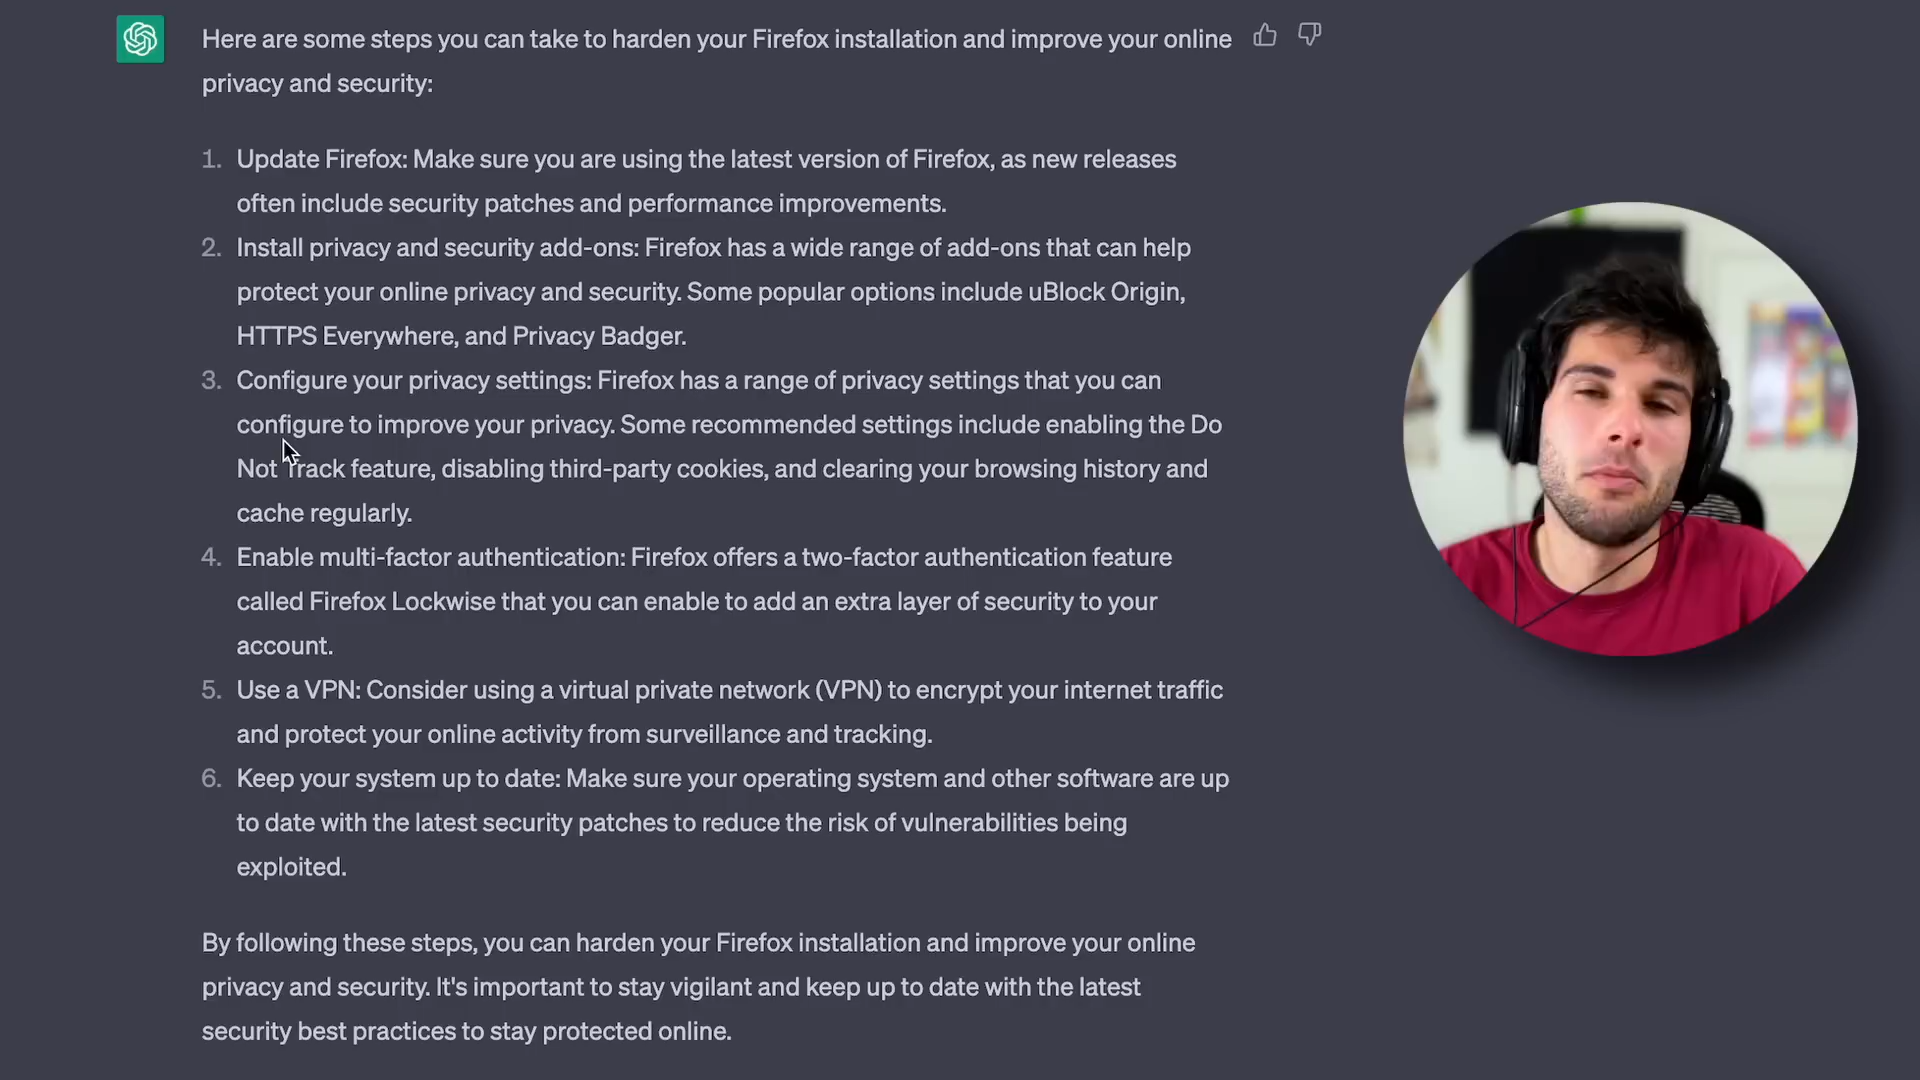 Here are some steps you can take to harden your Firefox installation and improve your online
privacy and security:
1. Update Firefox: Make sure you are using the latest version of Firefox, as new releases
often include security patches and performance improvements.
2. Install privacy and security add-ons: Firefox has a wide range of add-ons that can help
protect your online privacy and security. Some popular options include uBlock Origin,
HTTPS Everywhere, and Privacy Badger.
3. Configure your privacy settings: Firefox has a range of privacy settings that you can
configure to improve your privacy. Some recommended settings include enabling the Do
Not Track feature, disabling third-party cookies, and clearing your browsing history and
cache regularly.
4. Enable multi-factor authentication: Firefox offers a two-factor authentication feature
called Firefox Lockwise that you can enable to add an extra layer of security to your
account.
5. Use a VPN: Consider using a virtual private network (VPN) to encrypt your internet traffic
and protect your online activity from surveillance and tracking.
6. Keep your system up to date: Make sure your operating system and other software are up
to date with the latest security patches to reduce the risk of vulnerabilities being
exploited.
By following these steps, you can harden your Firefox installation and improve your online
privacy and security. It's important to stay vigilant and keep up to date with the latest
security best practices to stay protected online.